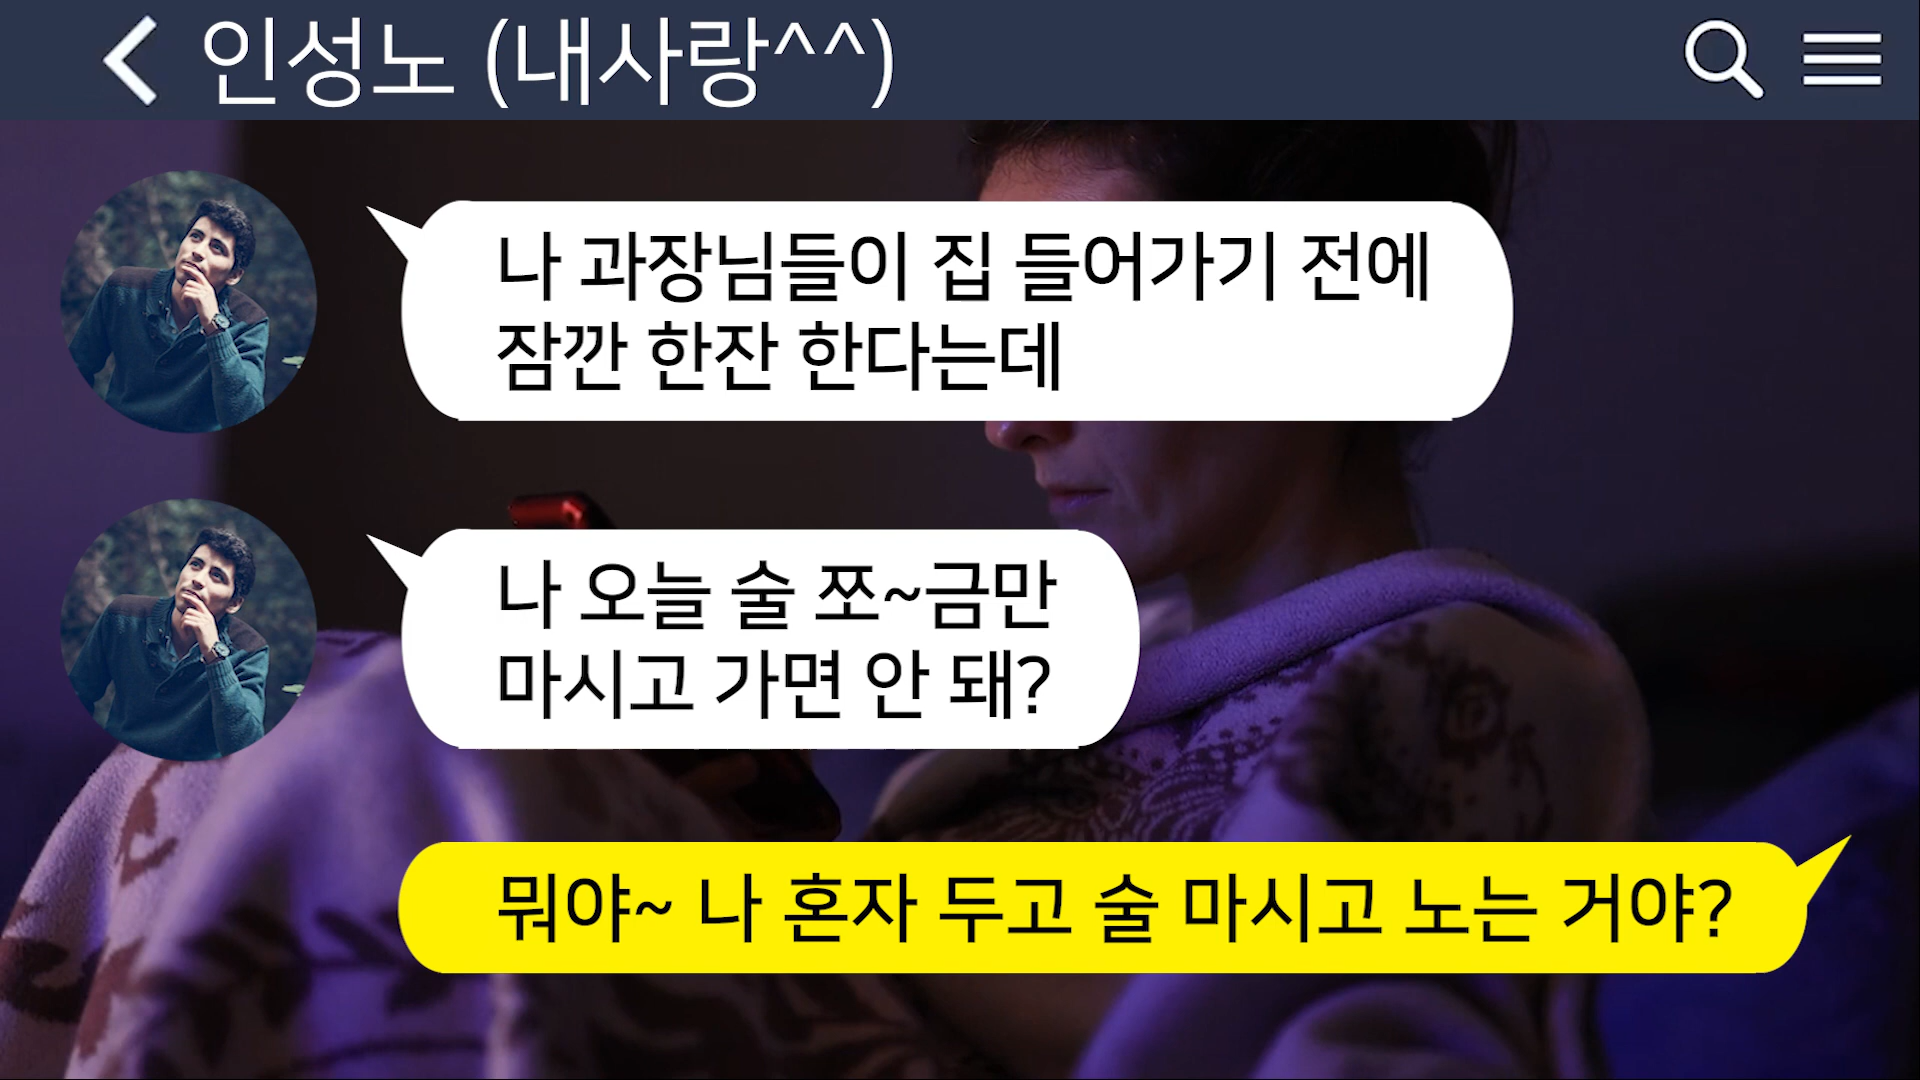 인성노 (내사랑^^)
나 과장님들이 집 들어가기 전에
잠깐 한잔 한다는데
나 오늘 술 쪼~금만
마시고 가면 안 돼?
뭐야~ 나 혼자 두고 술 마시고 노는 거야?